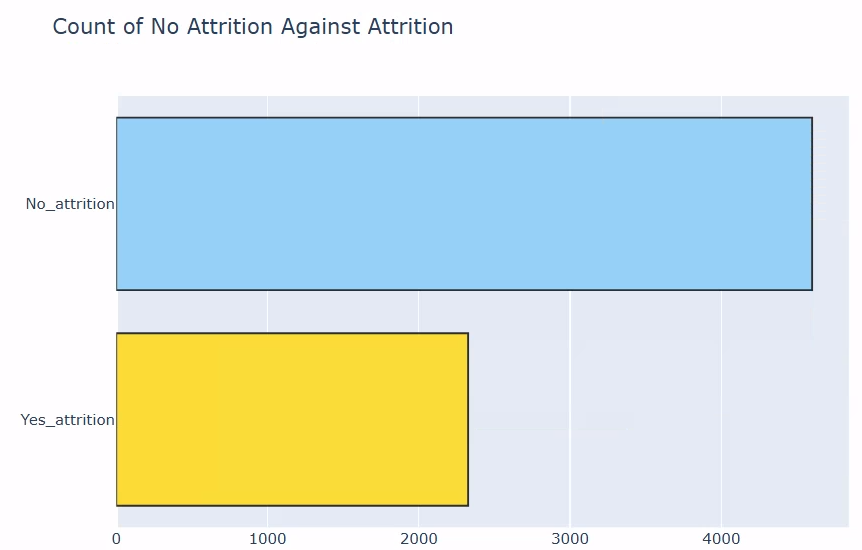 Count of No Attrition Against Attrition
No_attrition
Yes_attrition
0 1000 2000 3000 4000